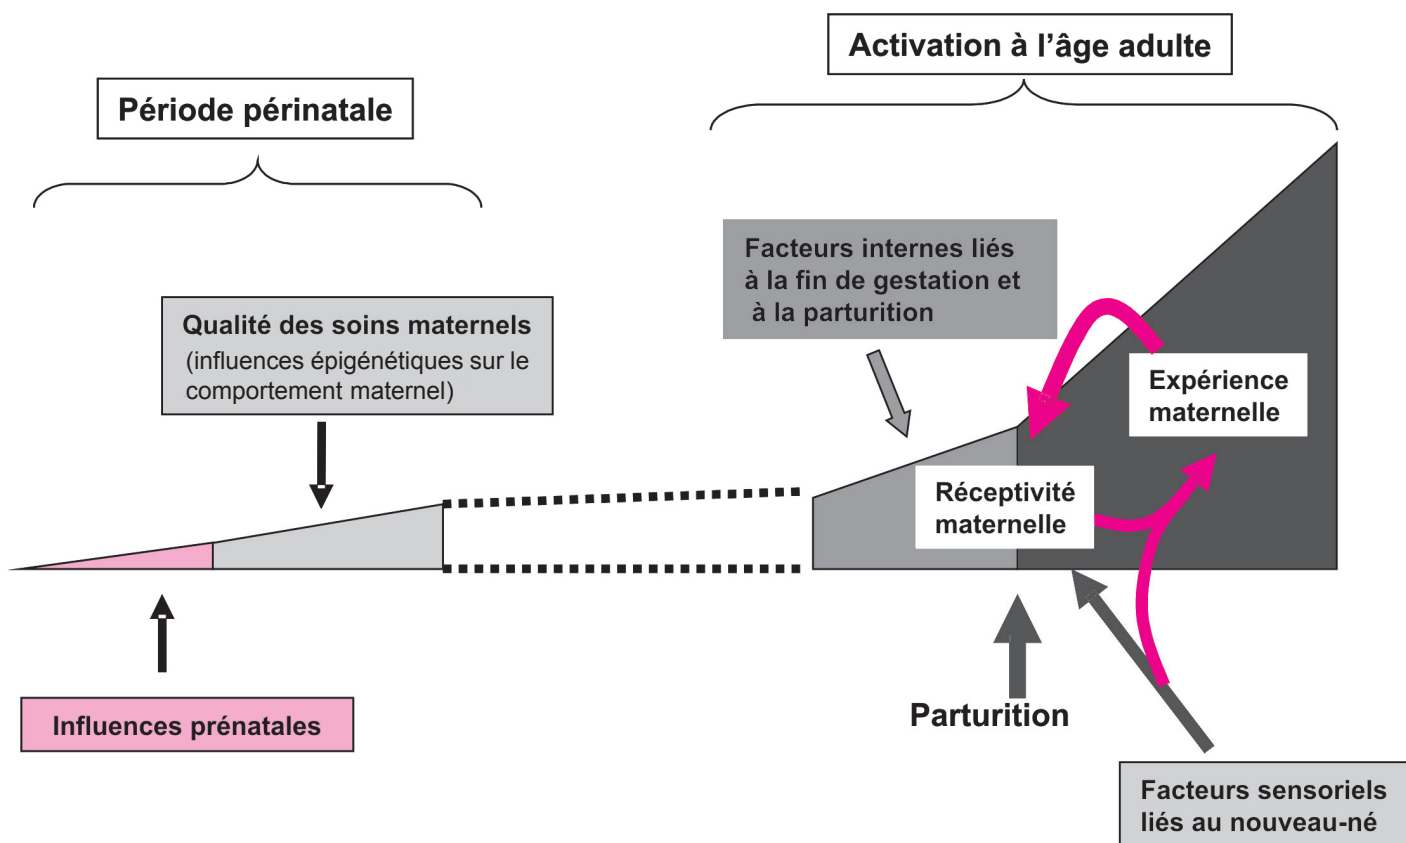 Activation à l’âge adulte
Période périnatale
Facteurs internes liés
à la fin de gestation et
à la parturition
Qualité des soins maternels
(influences épigénétiques sur le
comportement maternel)
Expérience
maternelle
Réceptivité
maternelle
Influences prénatales
Parturition
Facteurs sensoriels
liés au nouveau-né